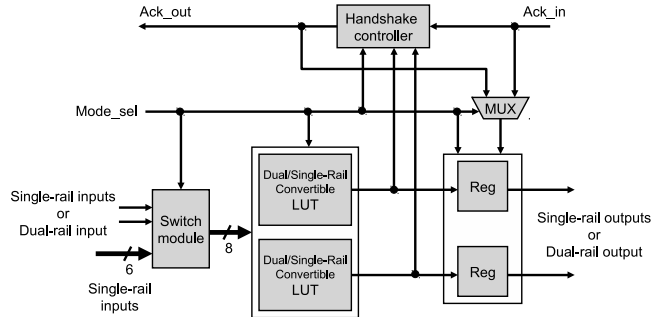 Ack_out
Handshake
controller
Ack_in
Mode_sel
MUX
Single-rail inputs
or
Dual-rail input
Switch
module
6
Single-rail
inputs
8
Dual/Single-Rail
Convertible
LUT
Dual/Single-Rail
Convertible
LUT
Reg
Reg
Single-rail outputs
or
Dual-rail output